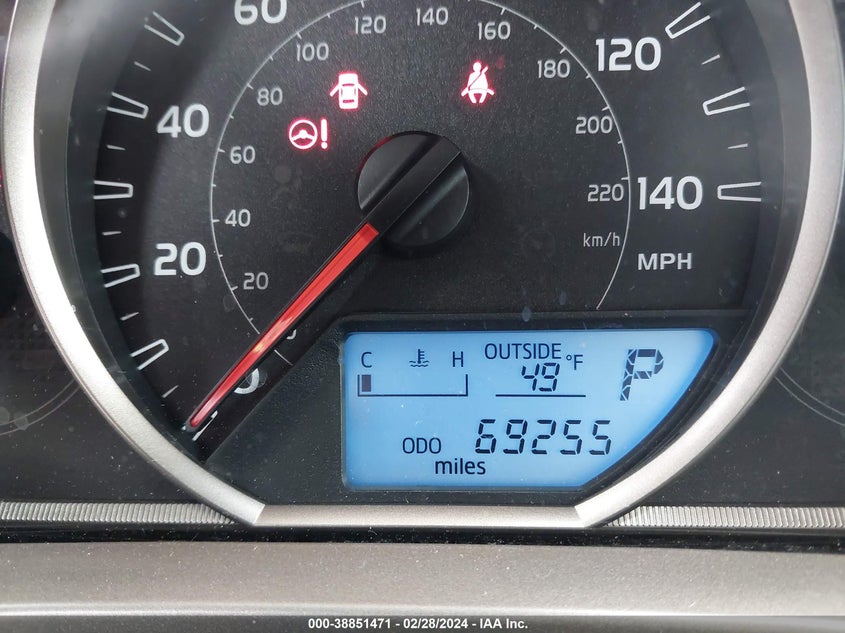 60 80 100 120 140 160 180 200 220 km/h
40 60
20 40
20
0
120
140
MPH
C H OUTSIDE °F P
49
ODO 69255
miles
000-38851471 - 02/28/2024 - IAA Inc.